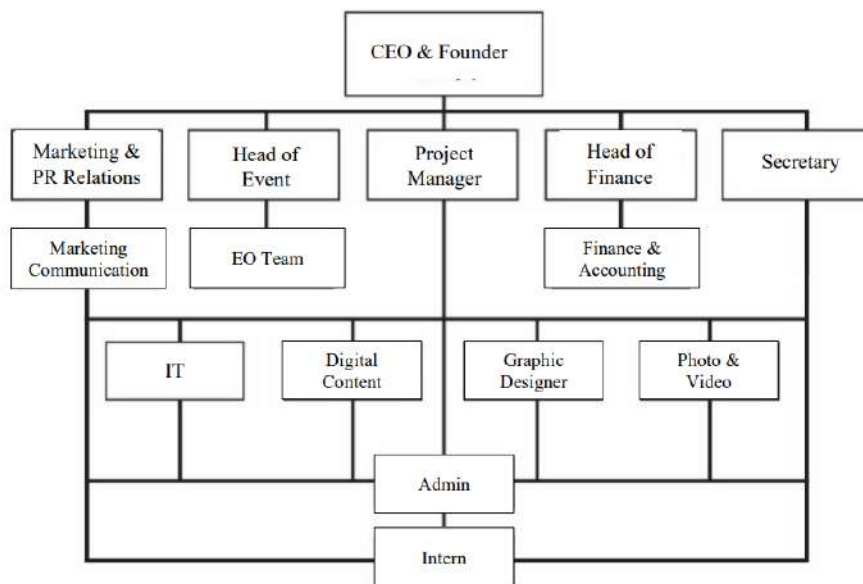 CEO & Founder
Marketing &
PR Relations
Head of
Event
Project
Manager
Head of
Finance
Secretary
Marketing
Communication
EO Team
Finance &
Accounting
IT
Digital
Content
Graphic
Designer
Photo &
Video
Admin
Intern